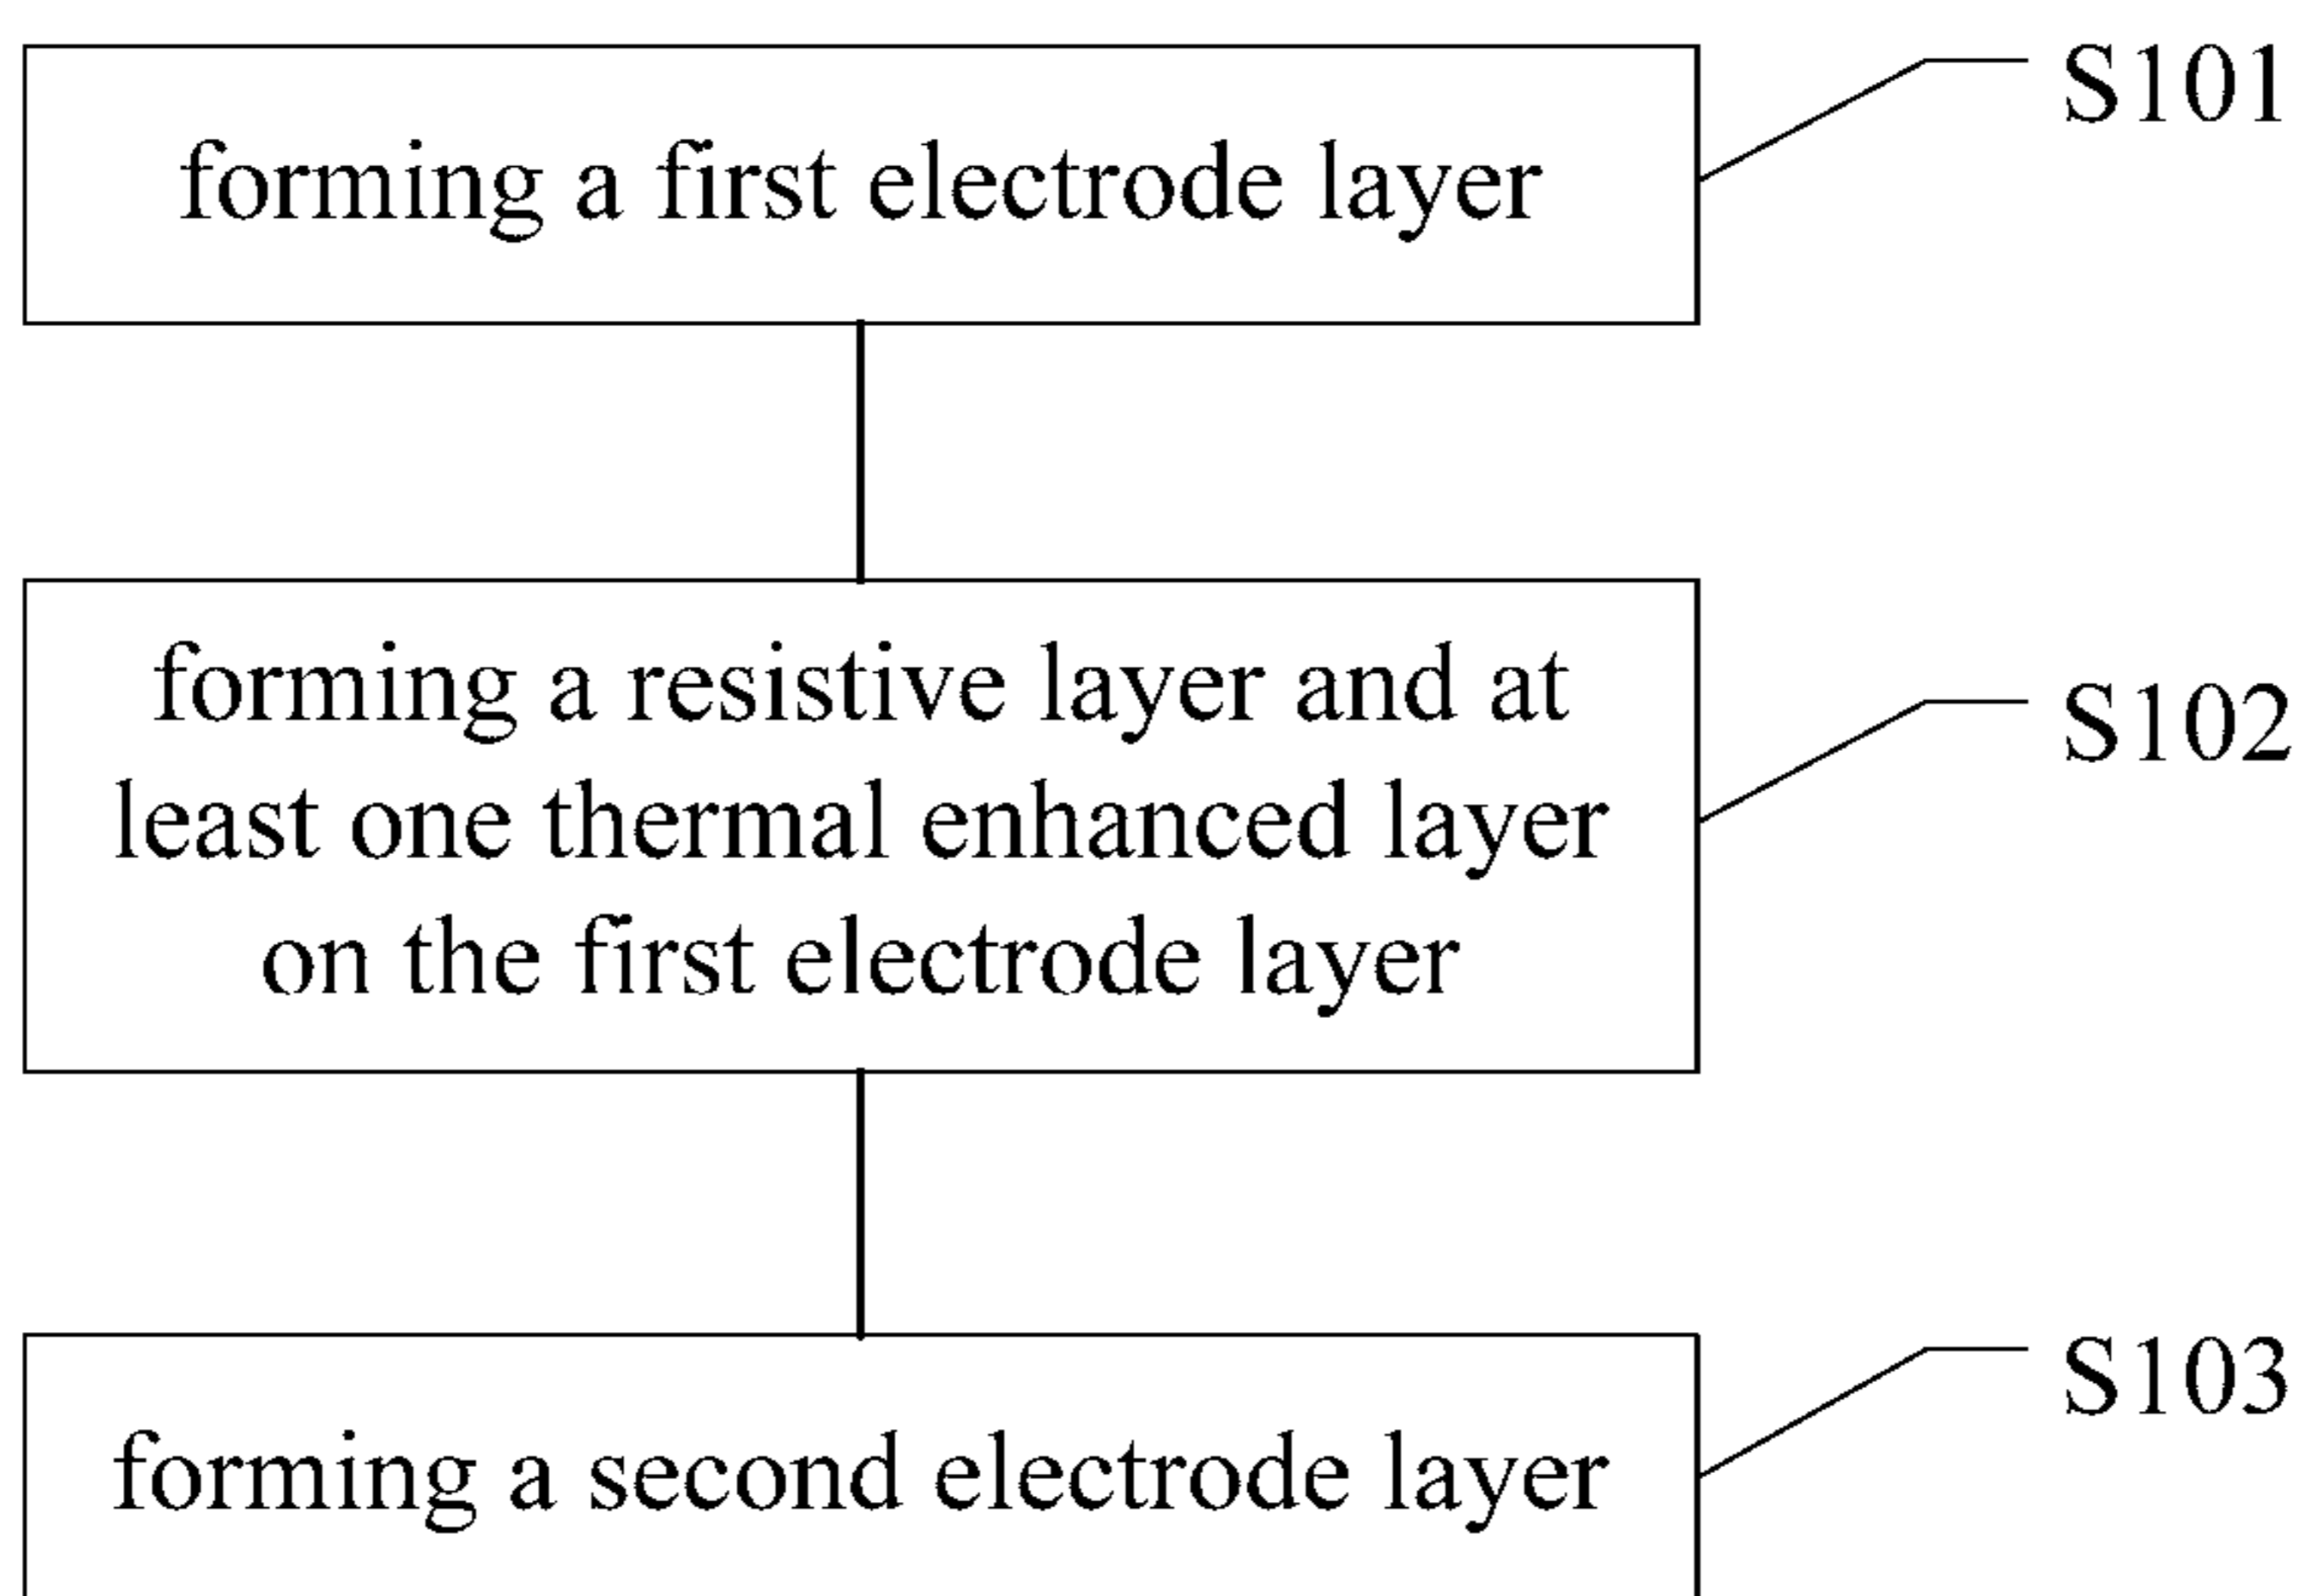 forming a first electrode layer
S101
forming a resistive layer and at
least one thermal enhanced layer
on the first electrode layer
S102
forming a second electrode layer
S103